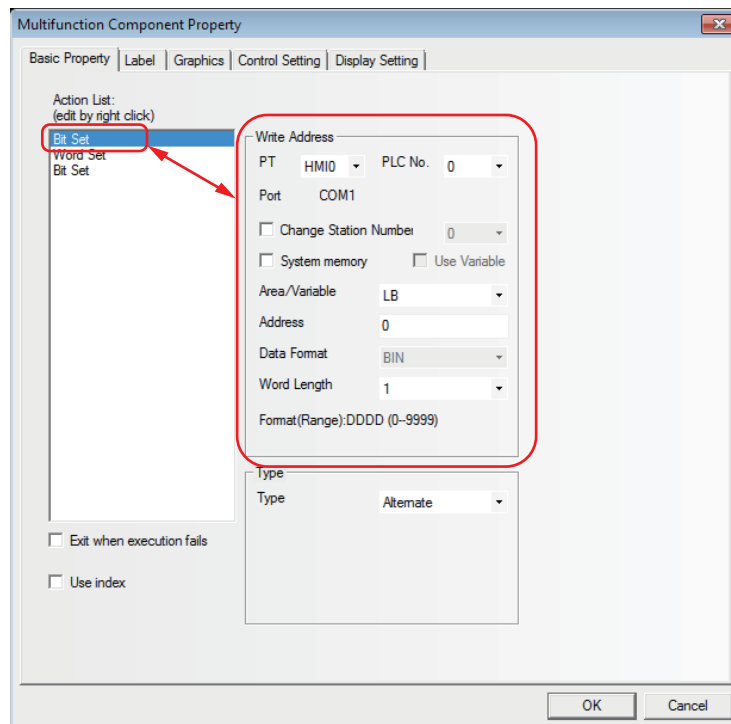 Multifunction Component Property
Basic Property Label Graphics Control Setting Display Setting
Action List:
(edit by right click)
Bit Set
Word Set
Bit Set
Exit when execution fails
Use index
Write Address
PT HMI0 PLC No. 0
Port COM1
Change Station Number 0
System memory Use Variable
Area/Variable LB
Address 0
Data Format BIN
Word Length 1
Format(Range):DDDD (0--9999)
Type
Type Alternate
OK Cancel